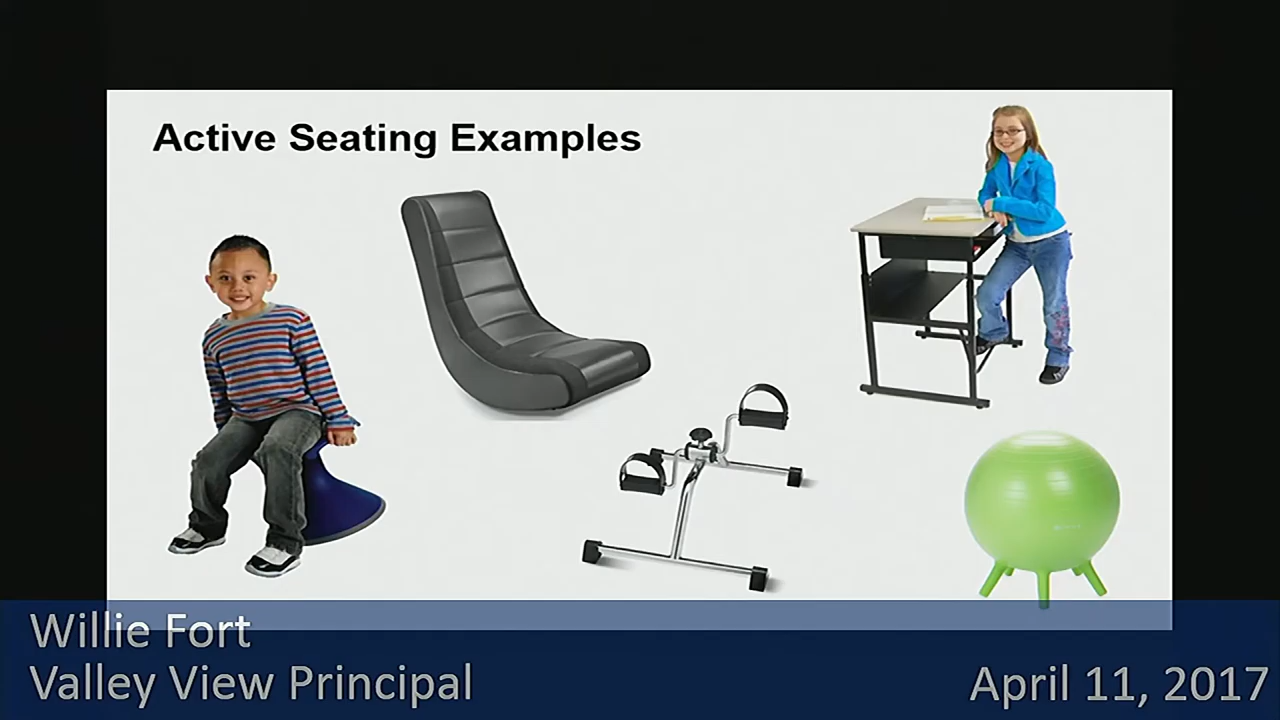 Active Seating Examples
Willie Fort
Valley View Principal
April 11, 2017